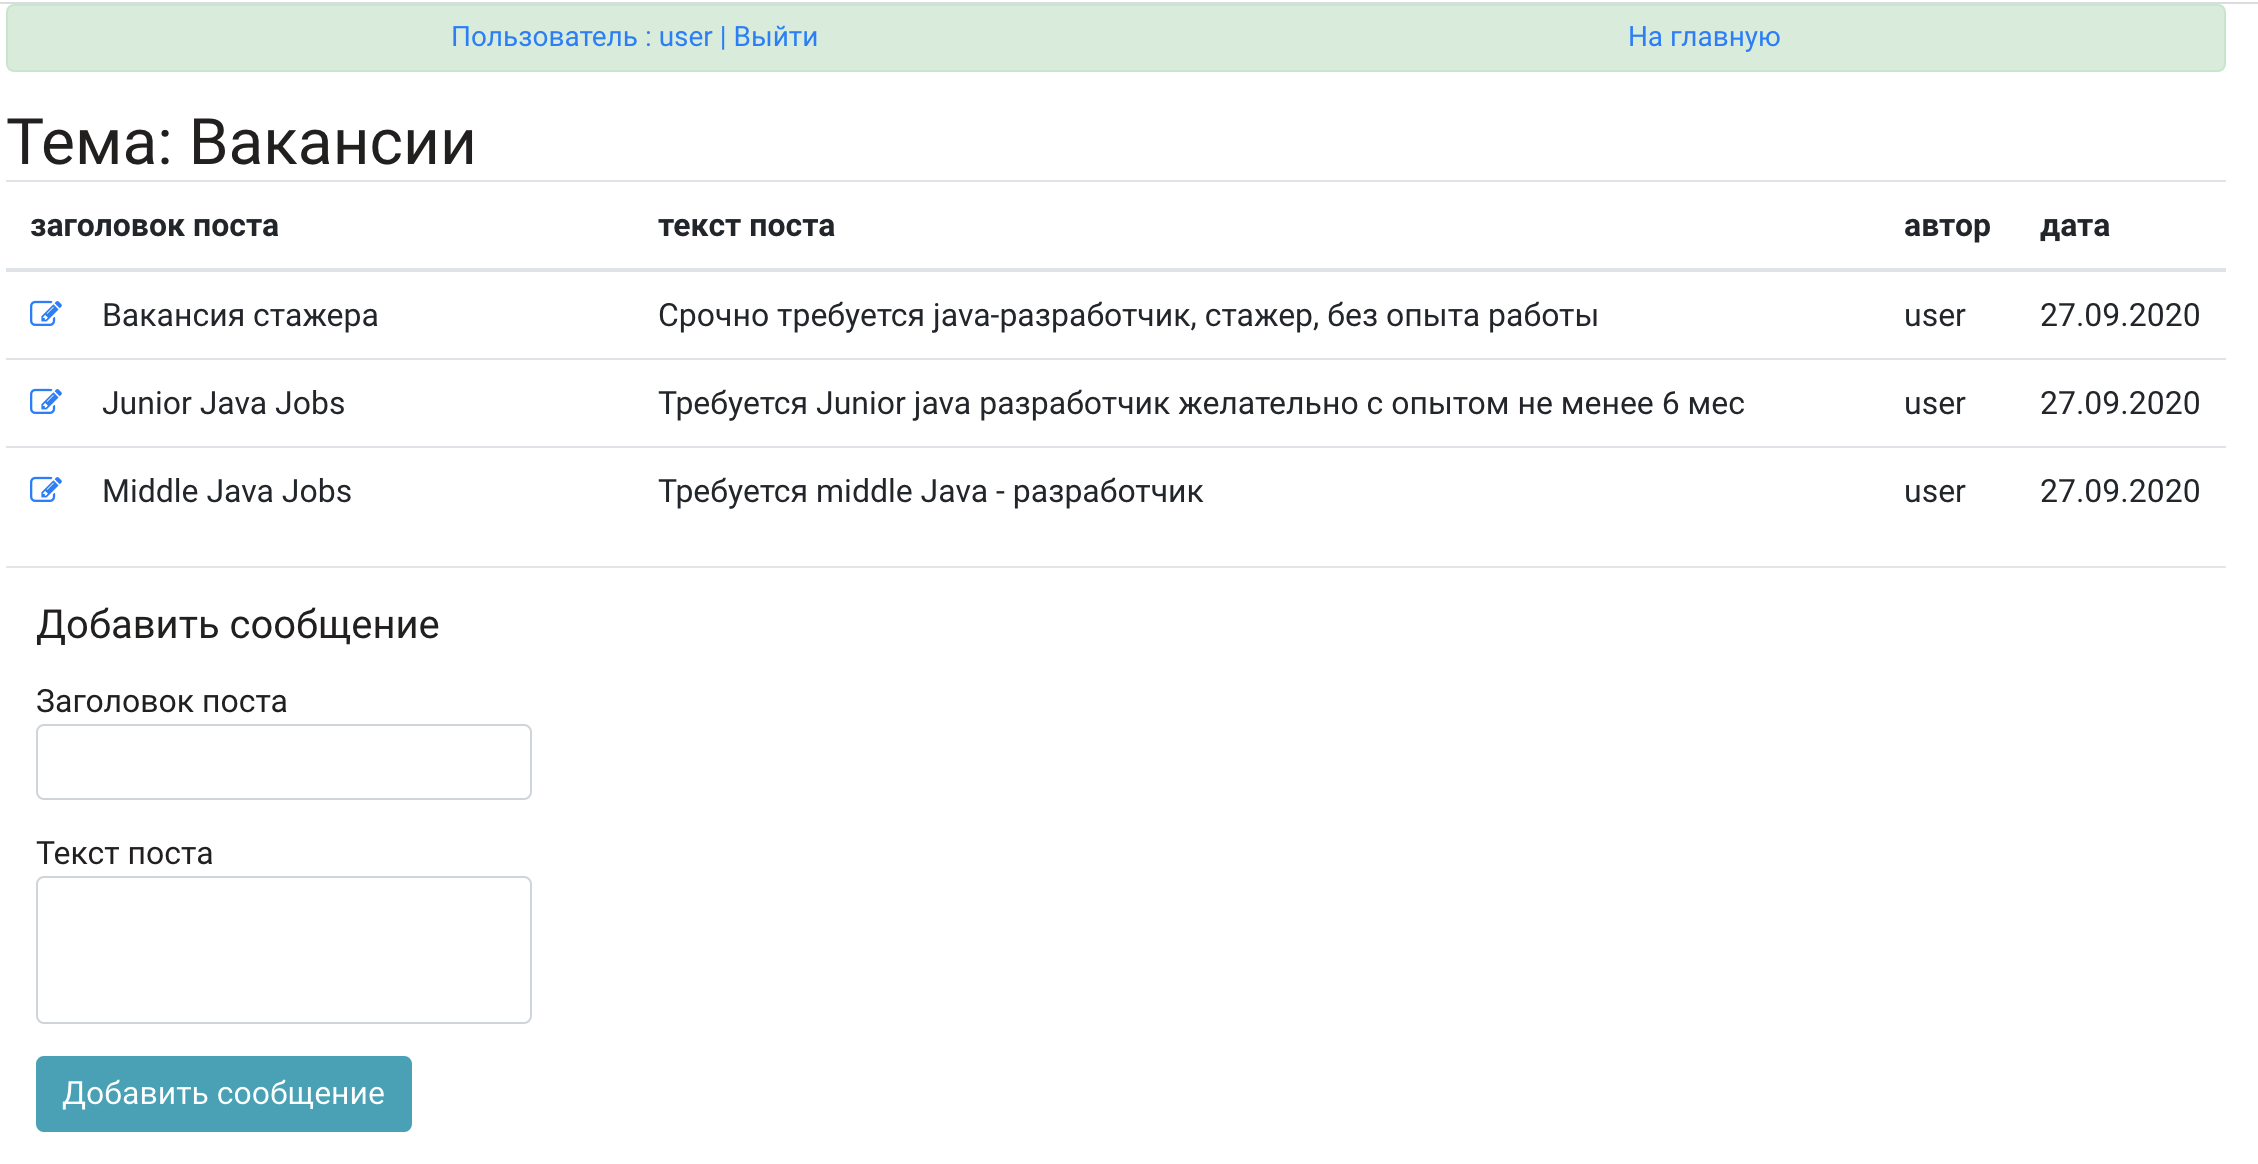 Пользователь : user | Выйти На главную
Тема: Вакансии
заголовок поста текст поста автор дата
Вакансия стажера Срочно требуется java-разработчик, стажер, без опыта работы user 27.09.2020
Junior Java Jobs Требуется Junior java разработчик желательно с опытом не менее 6 мес user 27.09.2020
Middle Java Jobs Требуется middle Java - разработчик user 27.09.2020
Добавить сообщение
Заголовок поста
Текст поста
Добавить сообщение